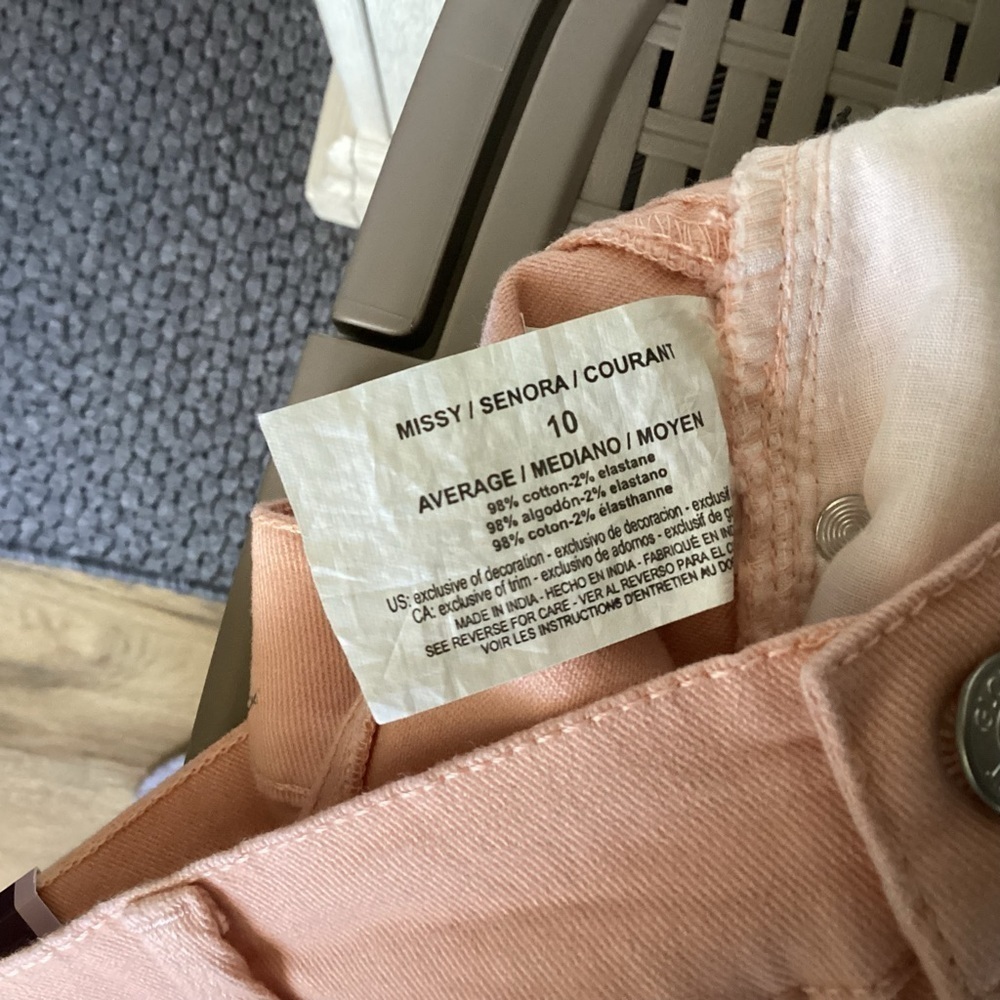 MISSY / SENORA / COURANT
10
AVERAGE / MEDIANO / MOYEN
98% cotton-2% elastane
98% algodón-2% elastano
98% coton-2% élasthanne
US: exclusive of decoration - exclusivo de decoracion - exclusif
CA: exclusive of trim - exclusivo de adornos - exclusif de
MADE IN INDIA - HECHO EN INDIA - FABRIQUÉ EN
SEE REVERSE FOR CARE - VER AL REVERSO PARA EL
VOIR LES INSTRUCTIONS D'ENTRETIEN AU